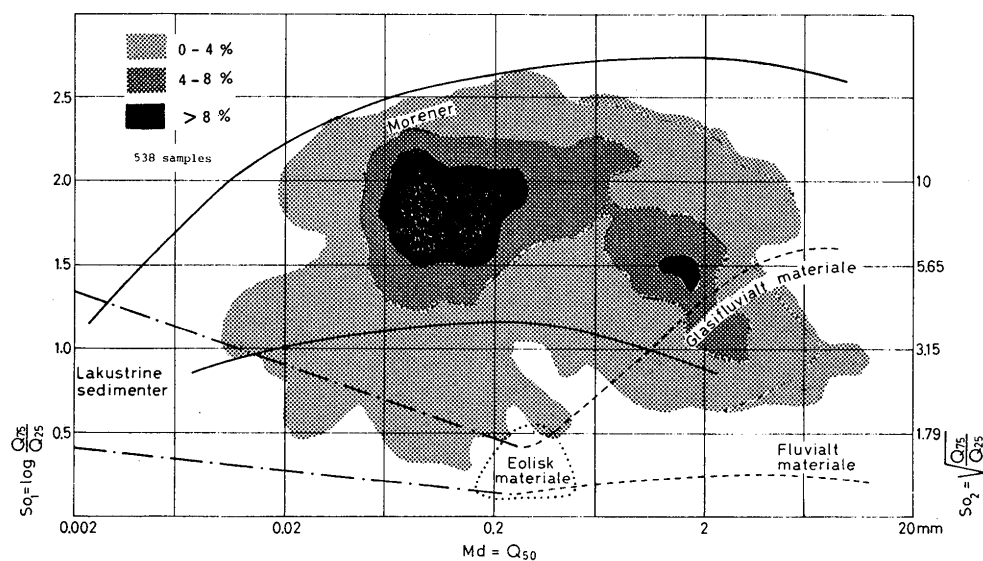 0-4 %
4-8 %
>8 %
538 samples
Morener
Glasifluvialt materiale
Lakustrine
sedimenter
Eolisk
materiale
Fluvialt
materiale
2.5
2.0
1.5
1.0
0.5
So1=log Q75/Q25
10
5.65
3.15
1.79
So2=√Q75/Q25
0.002
0.02
0.2
2
20mm
Md = Q50